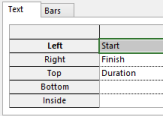 Text Bars
Left Start
Right Finish
Top Duration
Bottom
Inside